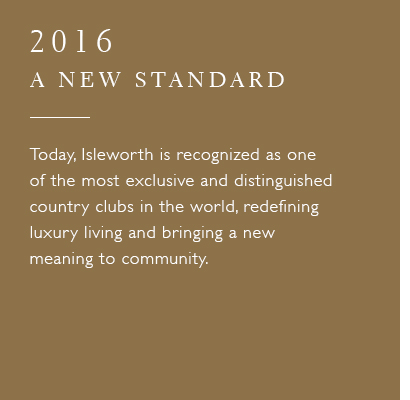 2016
A NEW STANDARD
Today, Isleworth is recognized as one
of the most exclusive and distinguished
country clubs in the world, redefining
luxury living and bringing a new
meaning to community.